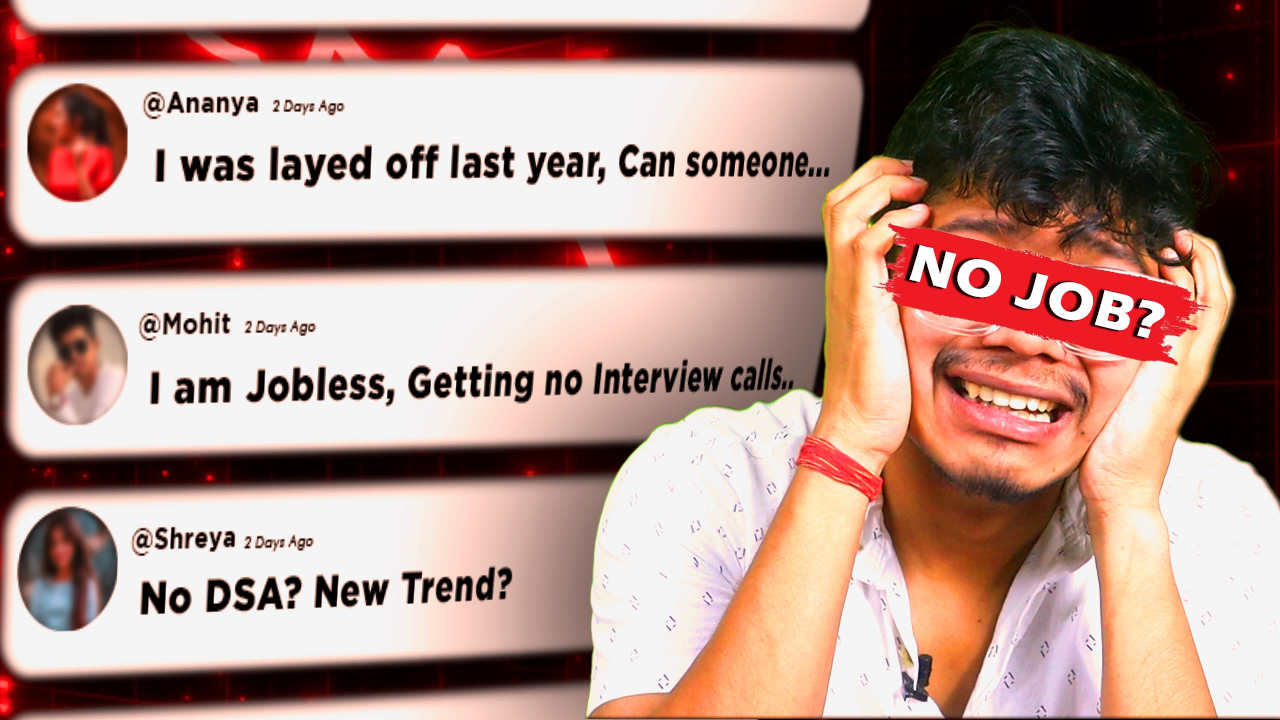 @Ananya 2 Days Ago
I was layed off last year, Can someone...
@Mohit 2 Days Ago
I am Jobless, Getting no Interview calls..
@Shreya 2 Days Ago
No DSA? New Trend?
NO JOB?